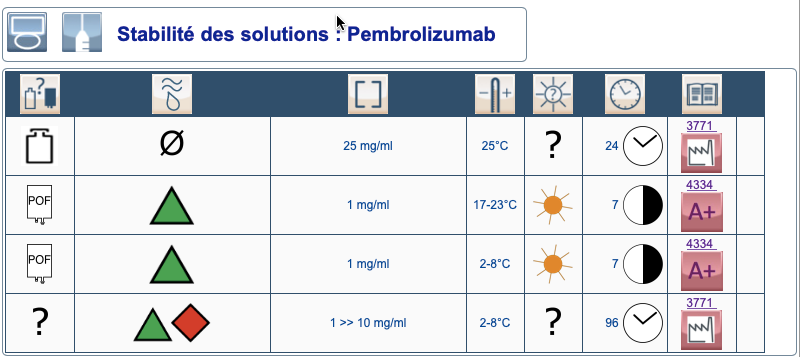 Stabilité des solutions : Pembrolizumab
? [ ] − + ?
Ø 25 mg/ml 25°C ? 24 3771
POF 1 mg/ml 17-23°C 7 4334 A+
POF 1 mg/ml 2-8°C 7 4334 A+
? 1 >> 10 mg/ml 2-8°C ? 96 3771